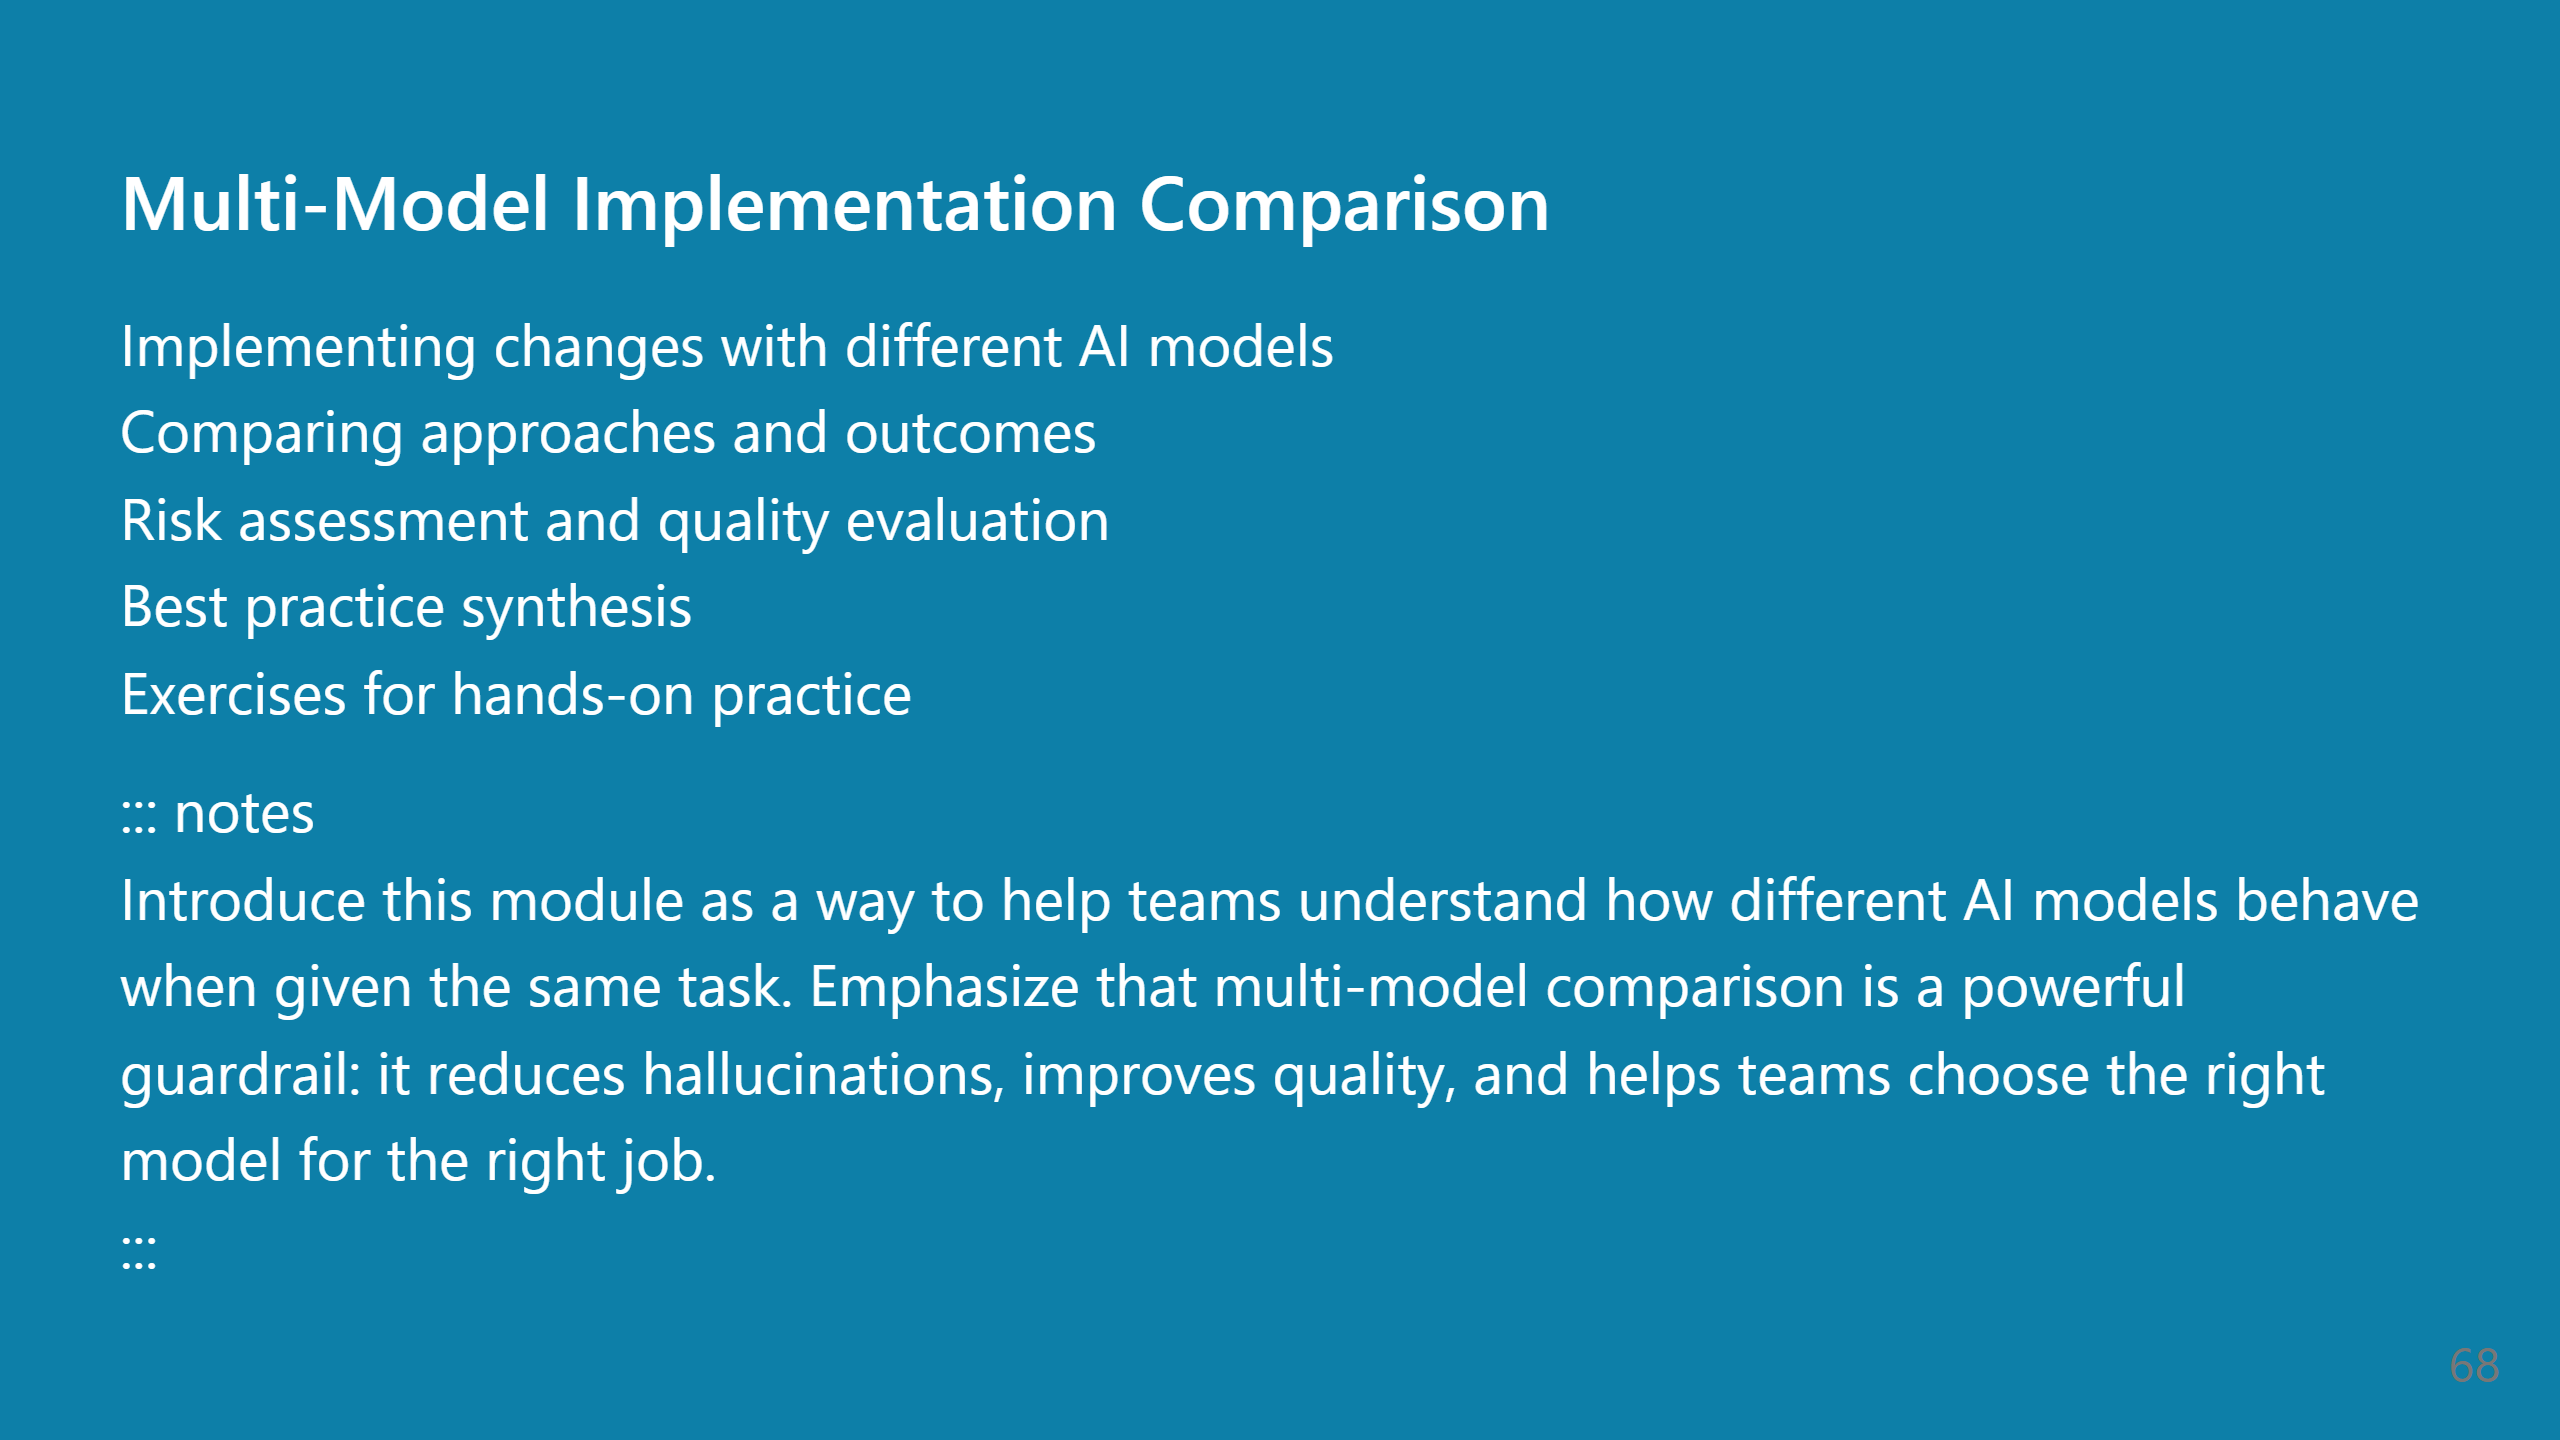 Multi-Model Implementation Comparison
Implementing changes with different AI models
Comparing approaches and outcomes
Risk assessment and quality evaluation
Best practice synthesis
Exercises for hands-on practice
::: notes
Introduce this module as a way to help teams understand how different AI models behave
when given the same task. Emphasize that multi-model comparison is a powerful
guardrail: it reduces hallucinations, improves quality, and helps teams choose the right
model for the right job.
:::
68